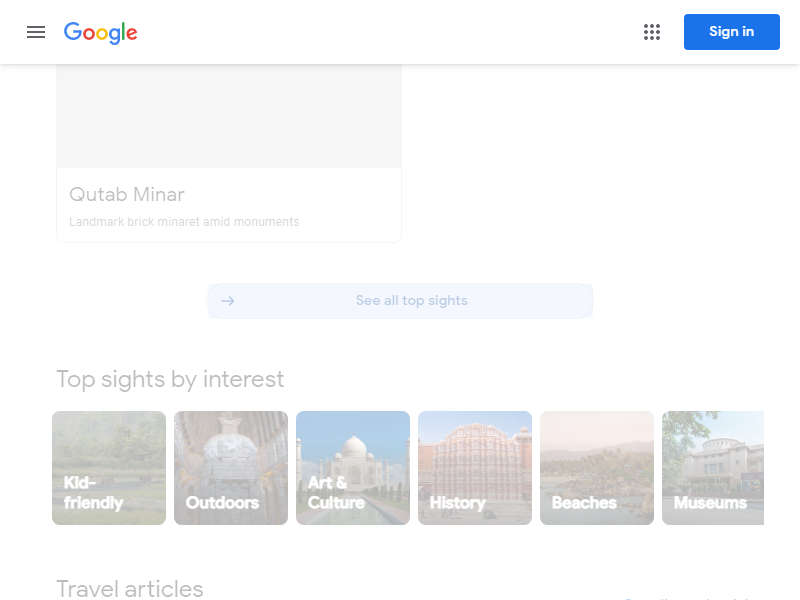 Google
Sign in
Qutab Minar
Landmark brick minaret amid monuments
See all top sights
Top sights by interest
Kid-
friendly
Outdoors
Art &
Culture
History
Beaches
Museums
Travel articles